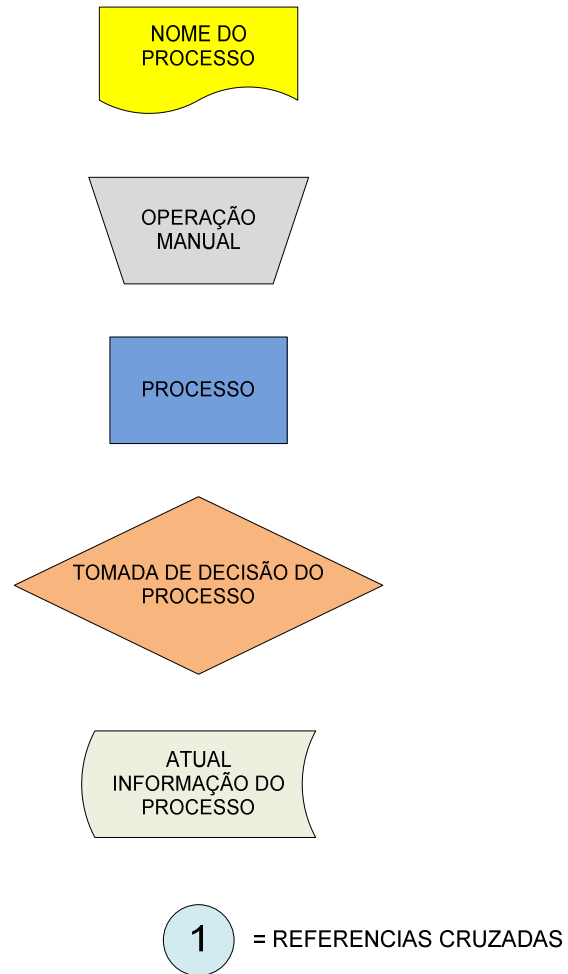 NOME DO
PROCESSO
OPERAÇÃO
MANUAL
PROCESSO
TOMADA DE DECISÃO DO
PROCESSO
ATUAL
INFORMAÇÃO DO
PROCESSO
1 = REFERENCIAS CRUZADAS